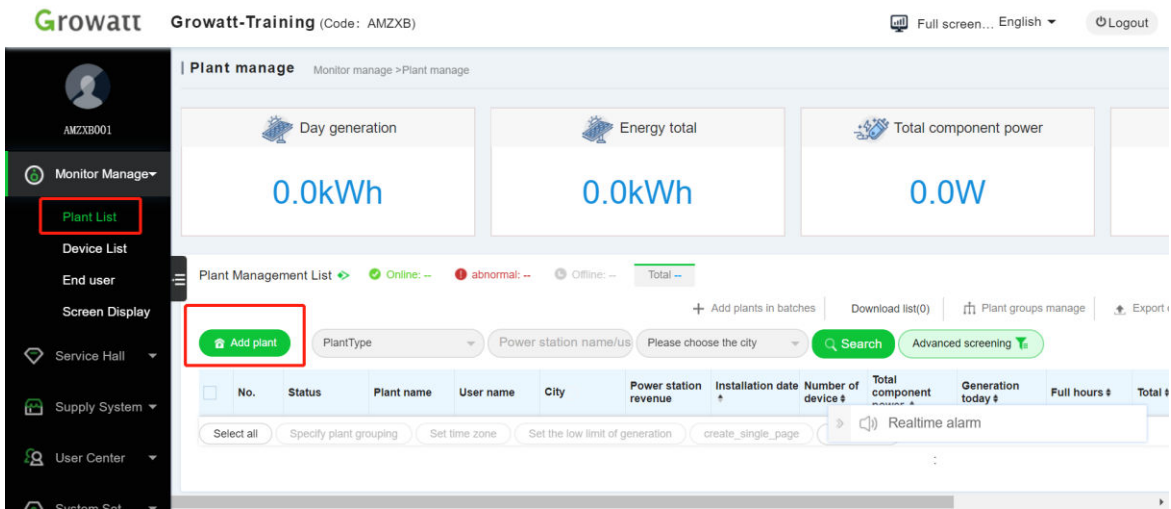 Growatt Growatt-Training (Code: AMZXB) Full screen... English Logout
Plant manage Monitor manage >Plant manage
AMZXB001
Day generation Energy total Total component power
0.0kWh 0.0kWh 0.0W
Monitor Manage
Plant List
Device List
End user
Screen Display
Service Hall
Supply System
User Center
System Set
Plant Management List Online: -- abnormal: -- Offline: -- Total --
Add plants in batches Download list(0) Plant groups manage Export
Add plant PlantType Power station name/us Please choose the city Search Advanced screening
No. Status Plant name User name City Power station revenue Installation date Number of device Total component power Generation today Full hours Total
Select all Specify plant grouping Set time zone Set the low limit of generation create_single_page
Realtime alarm
: